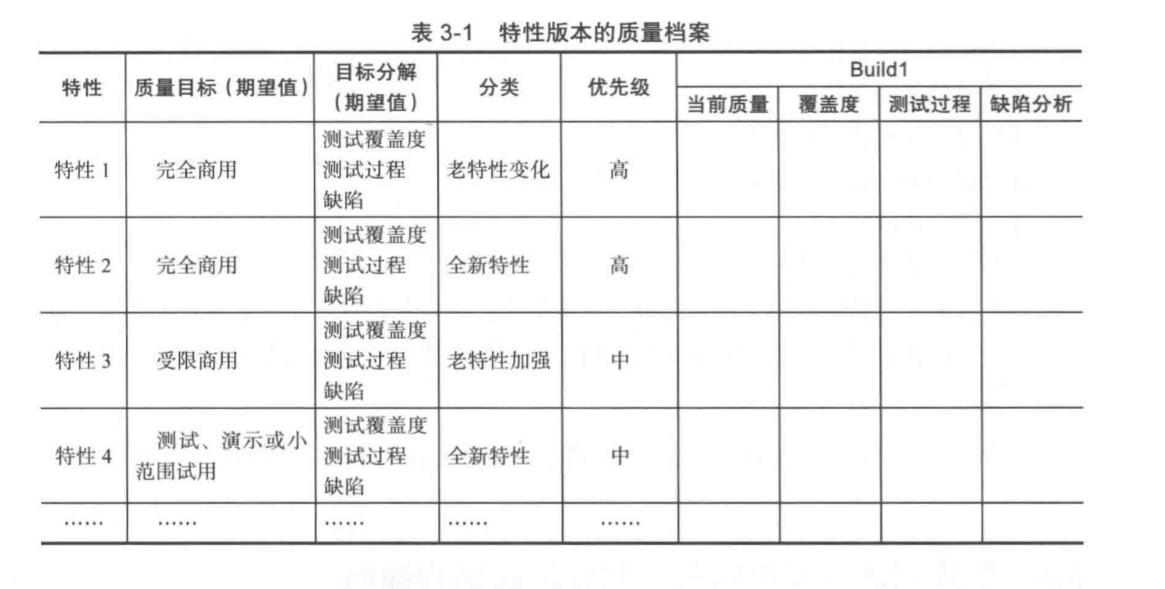 表 3-1 特性版本的质量档案
特性 质量目标（期望值） 目标分解（期望值） 分类 优先级 Build1
当前质量 覆盖度 测试过程 缺陷分析
特性 1 完全商用 测试覆盖度 老特性变化 高
测试过程
缺陷
特性 2 完全商用 测试覆盖度 全新特性 高
测试过程
缺陷
特性 3 受限商用 测试覆盖度 老特性加强 中
测试过程
缺陷
特性 4 测试、演示或小范围试用 测试覆盖度 全新特性 中
测试过程
缺陷
…… …… …… …… ……